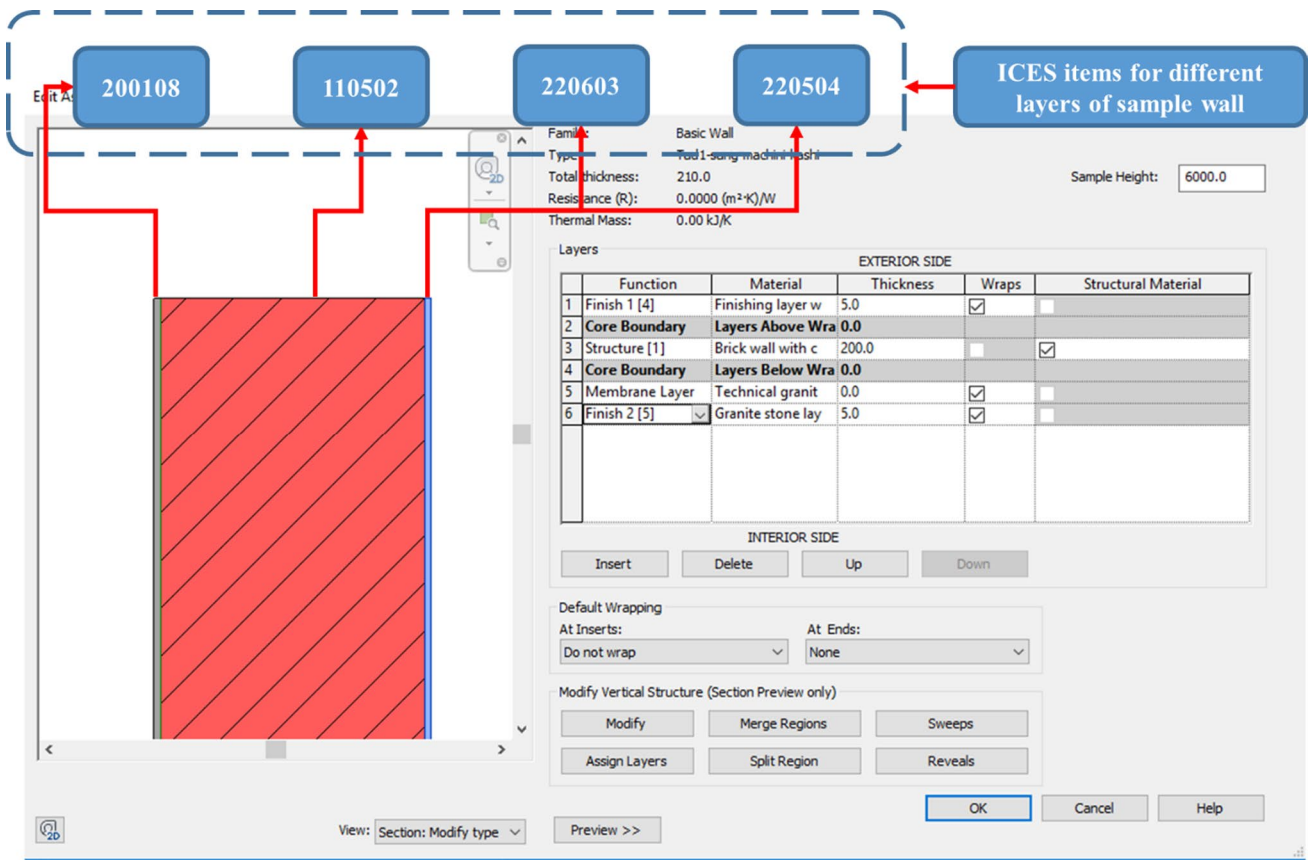 200108
110502
220603
220504
ICES items for different
layers of sample wall
Edit As
Family: Basic Wall
Type:
Total thickness: 210.0
Resistance (R): 0.0000 (m²·K)/W
Thermal Mass: 0.00 kJ/K
Sample Height: 6000.0
2D
Layers
EXTERIOR SIDE
Function Material Thickness Wraps Structural Material
1 Finish 1 [4] Finishing layer w 5.0
2 Core Boundary Layers Above Wra 0.0
3 Structure [1] Brick wall with c 200.0
4 Core Boundary Layers Below Wra 0.0
5 Membrane Layer Technical granit 0.0
6 Finish 2 [5] Granite stone lay 5.0
INTERIOR SIDE
Insert Delete Up Down
Default Wrapping
At Inserts: At Ends:
Do not wrap None
Modify Vertical Structure (Section Preview only)
Modify Merge Regions Sweeps
Assign Layers Split Region Reveals
OK Cancel Help
2D
View: Section: Modify type Preview >>